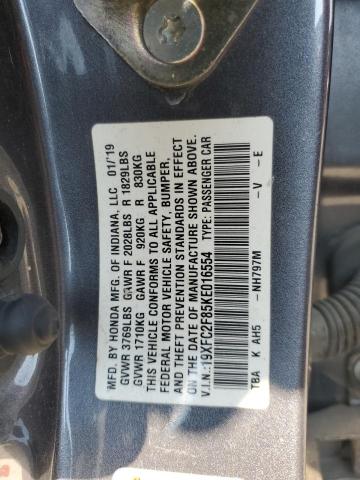 MFD. BY HONDA MFG. OF INDIANA, LLC 01/'19
GVWR 3769LBS GAWR F 2028LBS R 1829LBS
GVWR 1710KG GAWR F 920KG R 830KG
THIS VEHICLE CONFORMS TO ALL APPLICABLE
FEDERAL MOTOR VEHICLE SAFETY, BUMPER,
AND THEFT PREVENTION STANDARDS IN EFFECT
ON THE DATE OF MANUFACTURE SHOWN ABOVE.
V.I.N.:19XFC2F85KE016554 TYPE: PASSENGER CAR
TBA K AH5 -NH797M -V -E